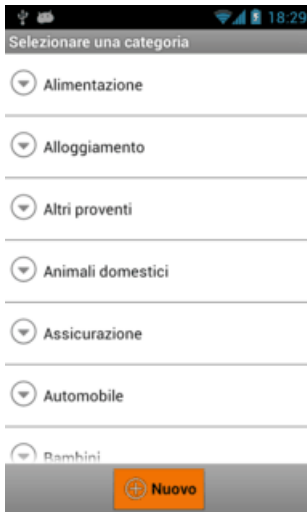 18:29
Selezionare una categoria
Alimentazione
Alloggiamento
Altri proventi
Animali domestici
Assicurazione
Automobile
Bambini
Nuovo